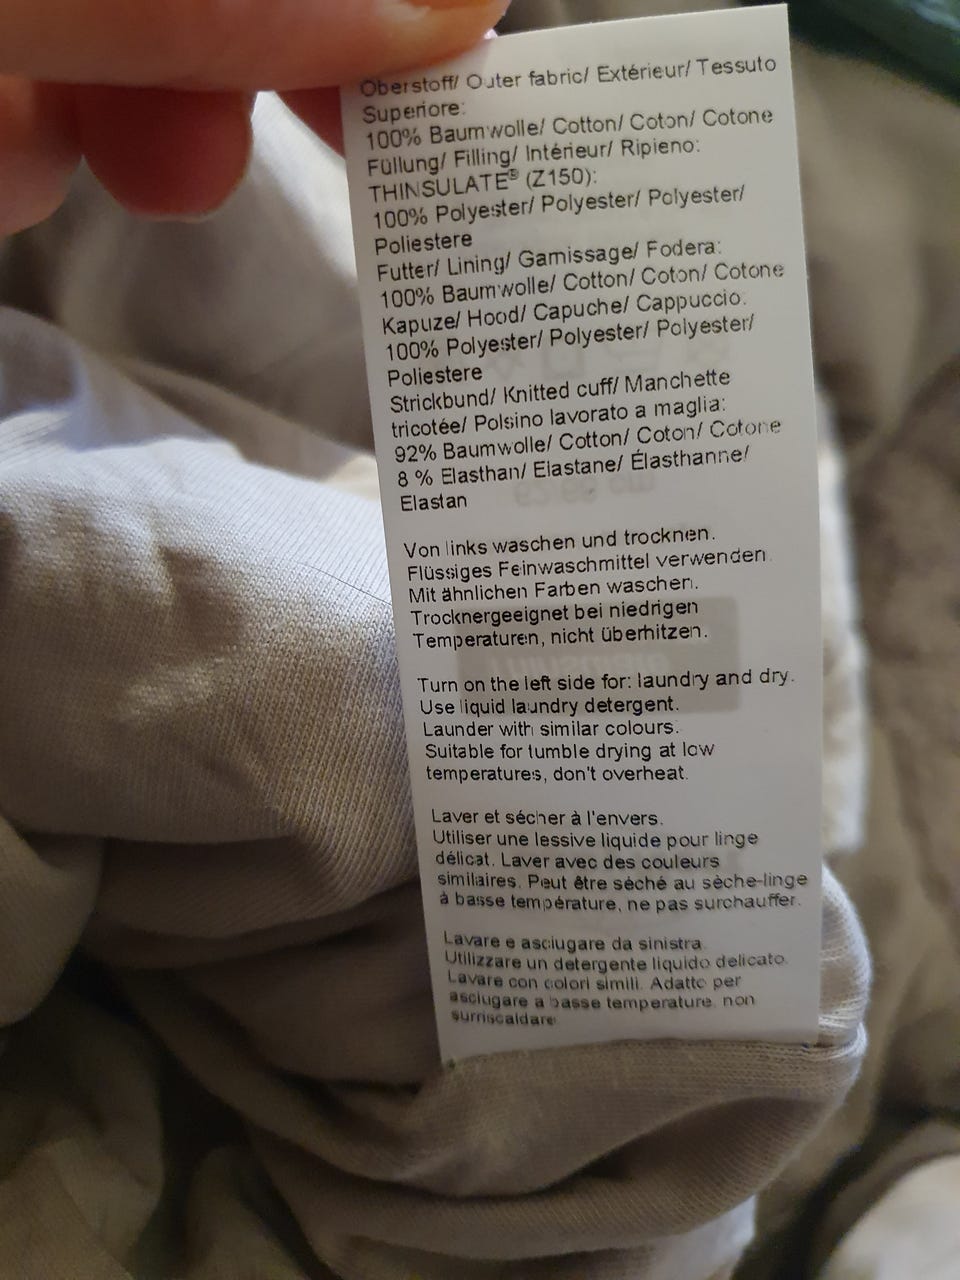 Oberstoff/ Outer fabric/ Extérieur/ Tessuto
Superiore:
100% Baumwolle/ Cotton/ Coton/ Cotone
Füllung/ Filling/ Intérieur/ Ripieno:
THINSULATE® (Z150):
100% Polyester/ Polyester/ Polyester/
Poliestere
Futter/ Lining/ Garnissage/ Fodera:
100% Baumwolle/ Cotton/ Coton/ Cotone
Kapuze/ Hood/ Capuche/ Cappuccio:
100% Polyester/ Polyester/ Polyester/
Poliestere
Strickbund/ Knitted cuff/ Manchette
tricotée/ Polsino lavorato a maglia:
92% Baumwolle/ Cotton/ Coton/ Cotone
8 % Elasthan/ Elastane/ Élasthanne/
Elastan
Von links waschen und trocknen.
Flüssiges Feinwaschmittel verwenden.
Mit ähnlichen Farben waschen.
Trocknergeeignet bei niedrigen
Temperaturen, nicht überhitzen.
Turn on the left side for: laundry and dry.
Use liquid laundry detergent.
Launder with similar colours.
Suitable for tumble drying at low
temperatures, don't overheat.
Laver et sécher à l'envers.
Utiliser une lessive liquide pour linge
délicat. Laver avec des couleurs
similaires. Peut être séché au sèche-linge
à basse température, ne pas surchauffer.
Lavare e asciugare da sinistra.
Utilizzare un detergente liquido delicato.
Lavare con colori simili. Adatto per
asciugare a basse temperature, non
surriscaldare.